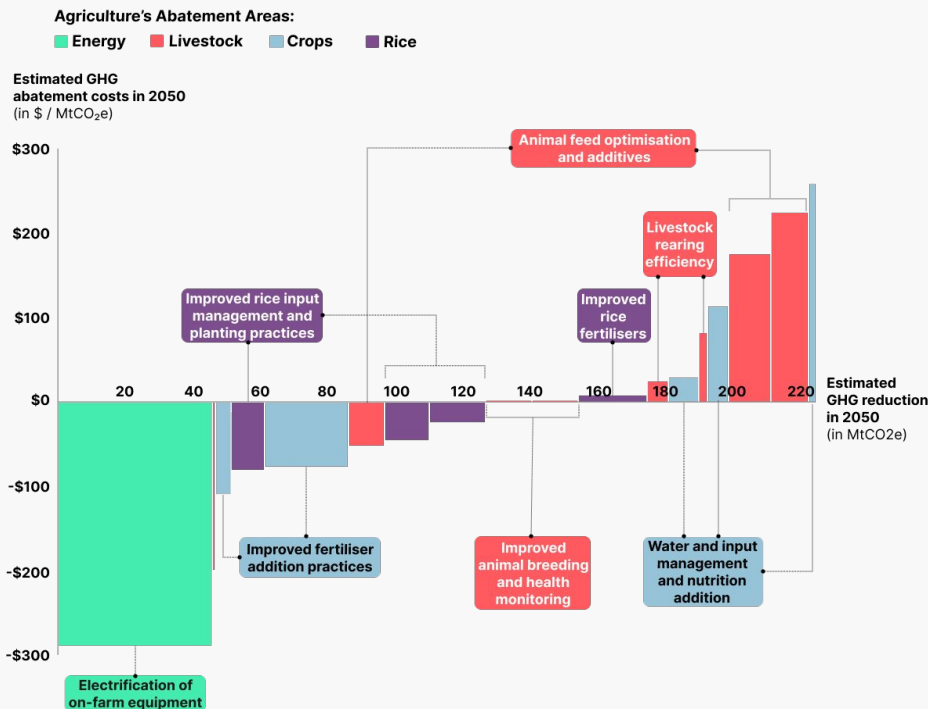 Agriculture's Abatement Areas:
Energy Livestock Crops Rice
Estimated GHG
abatement costs in 2050
(in $ / MtCO₂e)
$300
$200
$100
$0
-$100
-$200
-$300
20 40 60 80 100 120 140 160 180 200 220
Estimated
GHG reduction
in 2050
(in MtCO2e)
Animal feed optimisation
and additives
Livestock
rearing
efficiency
Improved rice input
management and
planting practices
Improved
rice
fertilisers
Improved fertiliser
addition practices
Improved
animal breeding
and health
monitoring
Water and input
management
and nutrition
addition
Electrification of
on-farm equipment